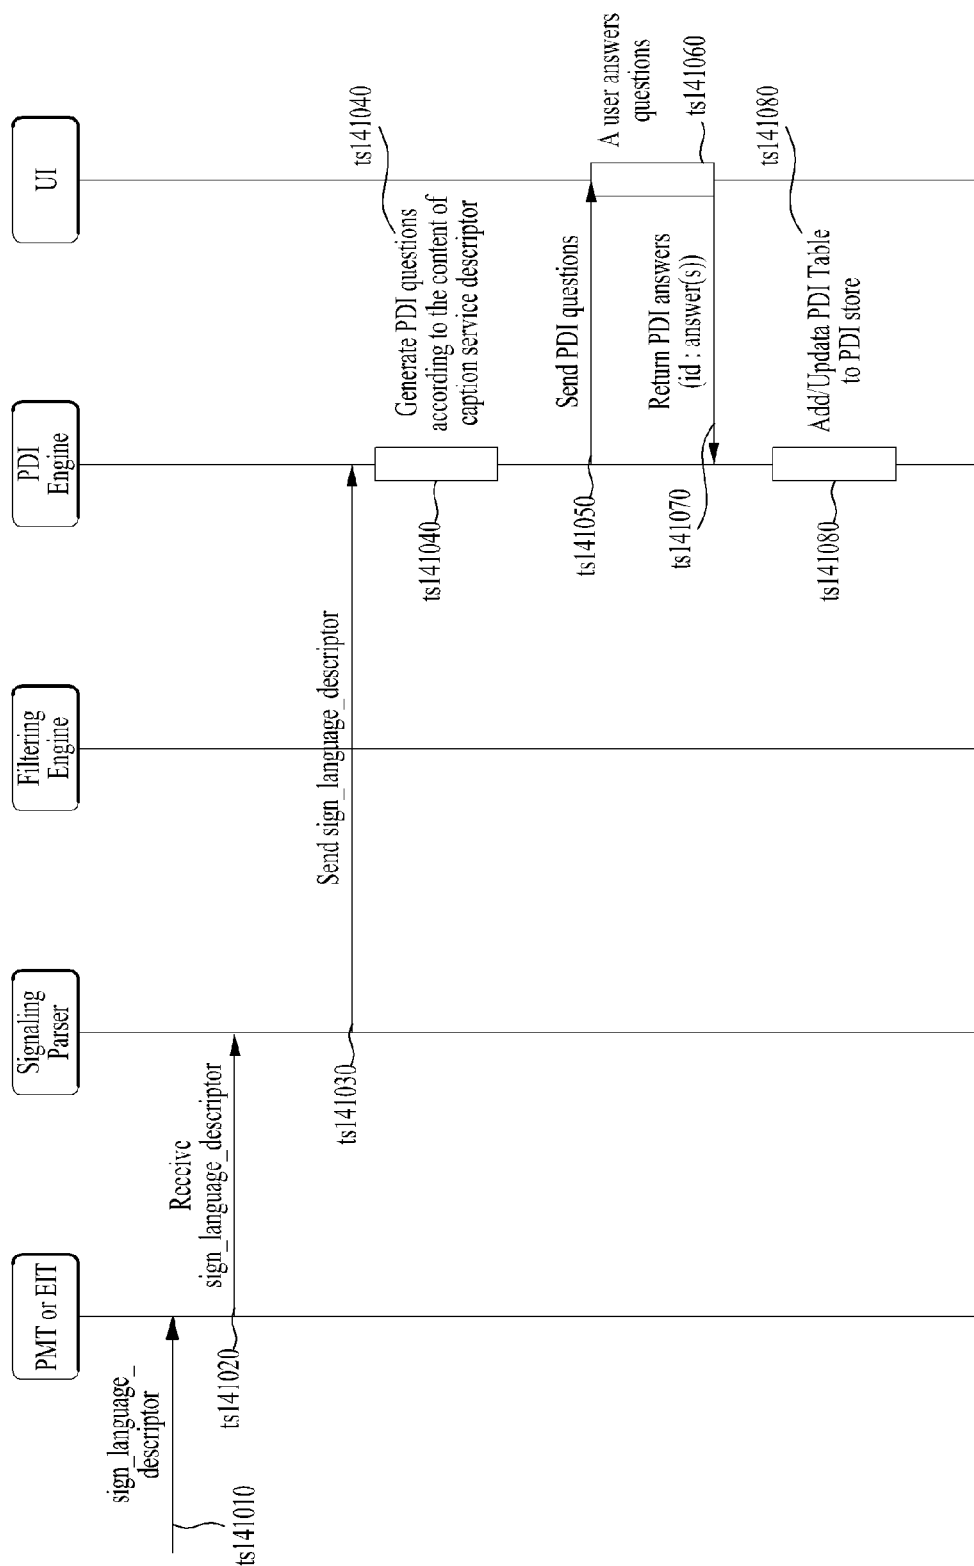 PMT or EIT
Signaling
Parser
Filtering
Engine
PDI
Engine
UI
sign_language_
descriptor
ts141010
Receive
sign_language_descriptor
ts141020
Send sign_language_descriptor
ts141030
Generate PDI questions
according to the content of
caption service descriptor
ts141040
ts141040
Send PDI questions
ts141050
A user answers
questions
ts141060
Return PDI answers
(id : answer(s))
ts141070
Add/Updata PDI Table
to PDI store
ts141080
ts141080